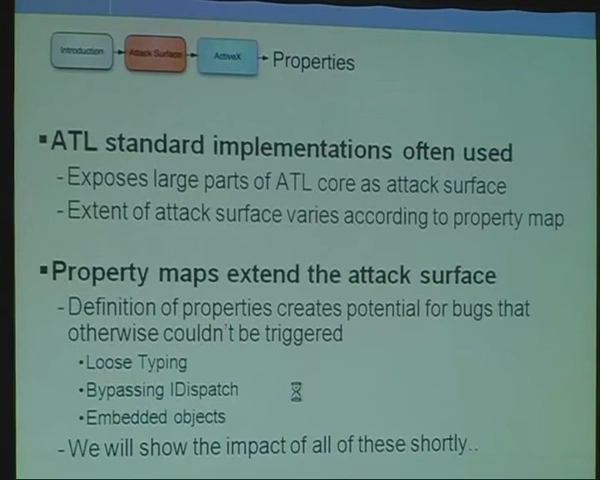 Introduction
Attack Surface
ActiveX
Properties
▪ATL standard implementations often used
-Exposes large parts of ATL core as attack surface
-Extent of attack surface varies according to property map
▪Property maps extend the attack surface
-Definition of properties creates potential for bugs that
otherwise couldn't be triggered
•Loose Typing
•Bypassing IDispatch
•Embedded objects
-We will show the impact of all of these shortly..